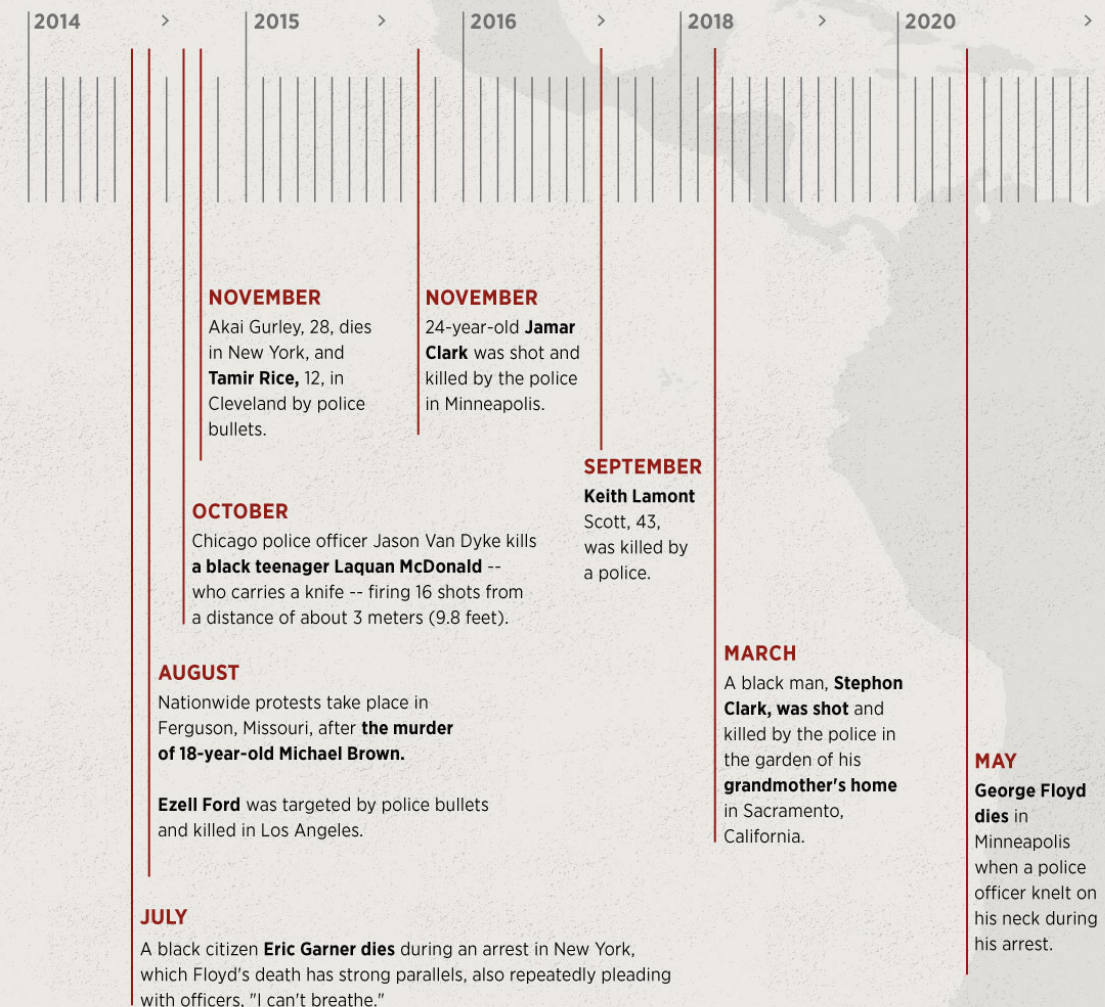 2014 > 2015 > 2016 > 2018 > 2020 >
NOVEMBER
Akai Gurley, 28, dies
in New York, and
Tamir Rice, 12, in
Cleveland by police
bullets.
NOVEMBER
24-year-old Jamar
Clark was shot and
killed by the police
in Minneapolis.
SEPTEMBER
Keith Lamont
Scott, 43,
was killed by
a police.
OCTOBER
Chicago police officer Jason Van Dyke kills
a black teenager Laquan McDonald --
who carries a knife -- firing 16 shots from
a distance of about 3 meters (9.8 feet).
AUGUST
Nationwide protests take place in
Ferguson, Missouri, after the murder
of 18-year-old Michael Brown.
Ezell Ford was targeted by police bullets
and killed in Los Angeles.
MARCH
A black man, Stephon
Clark, was shot and
killed by the police in
the garden of his
grandmother's home
in Sacramento,
California.
MAY
George Floyd
dies in
Minneapolis
when a police
officer knelt on
his neck during
his arrest.
JULY
A black citizen Eric Garner dies during an arrest in New York,
which Floyd's death has strong parallels, also repeatedly pleading
with officers, "I can't breathe."